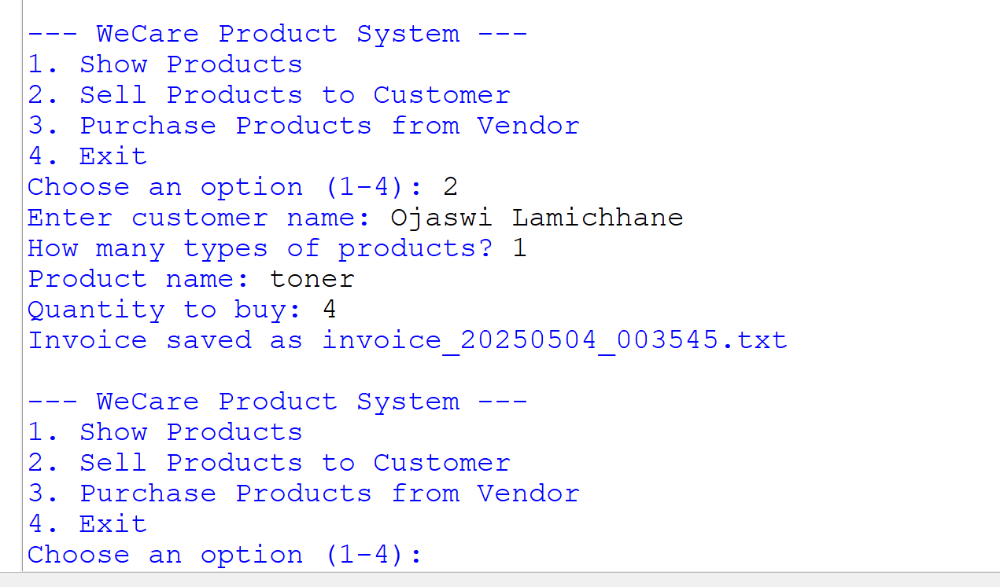 --- WeCare Product System ---
1. Show Products
2. Sell Products to Customer
3. Purchase Products from Vendor
4. Exit
Choose an option (1-4): 2
Enter customer name: Ojaswi Lamichhane
How many types of products? 1
Product name: toner
Quantity to buy: 4
Invoice saved as invoice_20250504_003545.txt
--- WeCare Product System ---
1. Show Products
2. Sell Products to Customer
3. Purchase Products from Vendor
4. Exit
Choose an option (1-4):